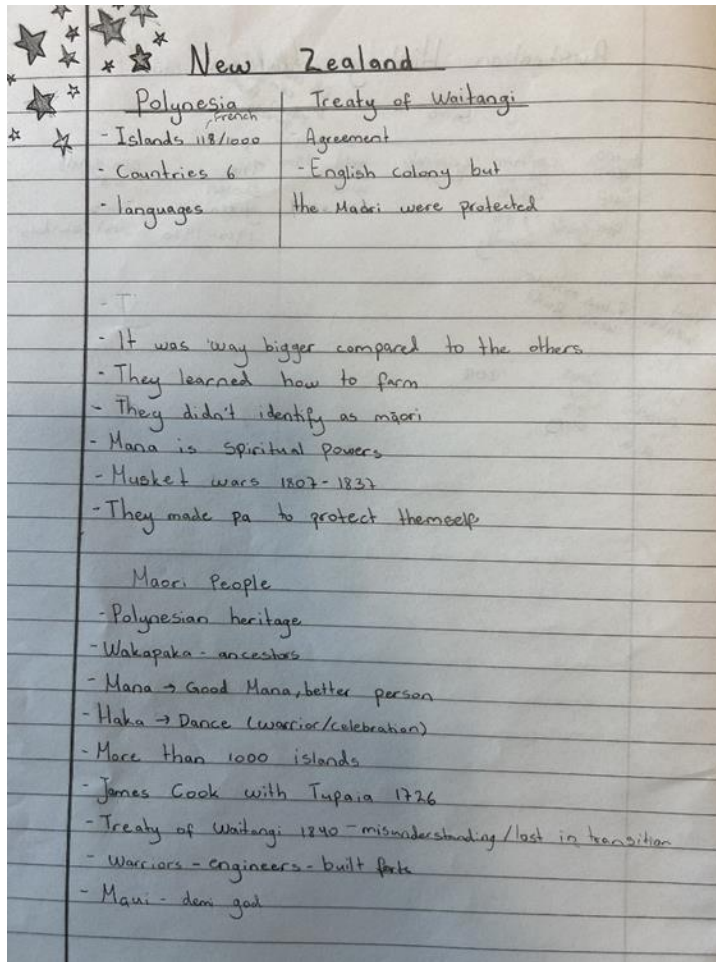 New Zealand
Polynesia
Treaty of Waitangi
French
- Islands 118/1000
Agreement
- Countries 6
- English colony but
- languages
the Maori were protected
- T
- It was way bigger compared to the others
- They learned how to farm
- They didn't identify as māori
- Mana is spiritual powers
- Musket wars 1807-1837
- They made pa to protect themself
Maori People
- Polynesian heritage
- Wakapaka - ancestors
- Mana → Good Mana, better person
- Haka → Dance (warrior/celebration)
- More than 1000 islands
- James Cook with Tupaia 1726
- Treaty of Waitangi 1840 - misunderstanding/lost in transition
- Warriors - engineers - built forts
- Maui - demi god